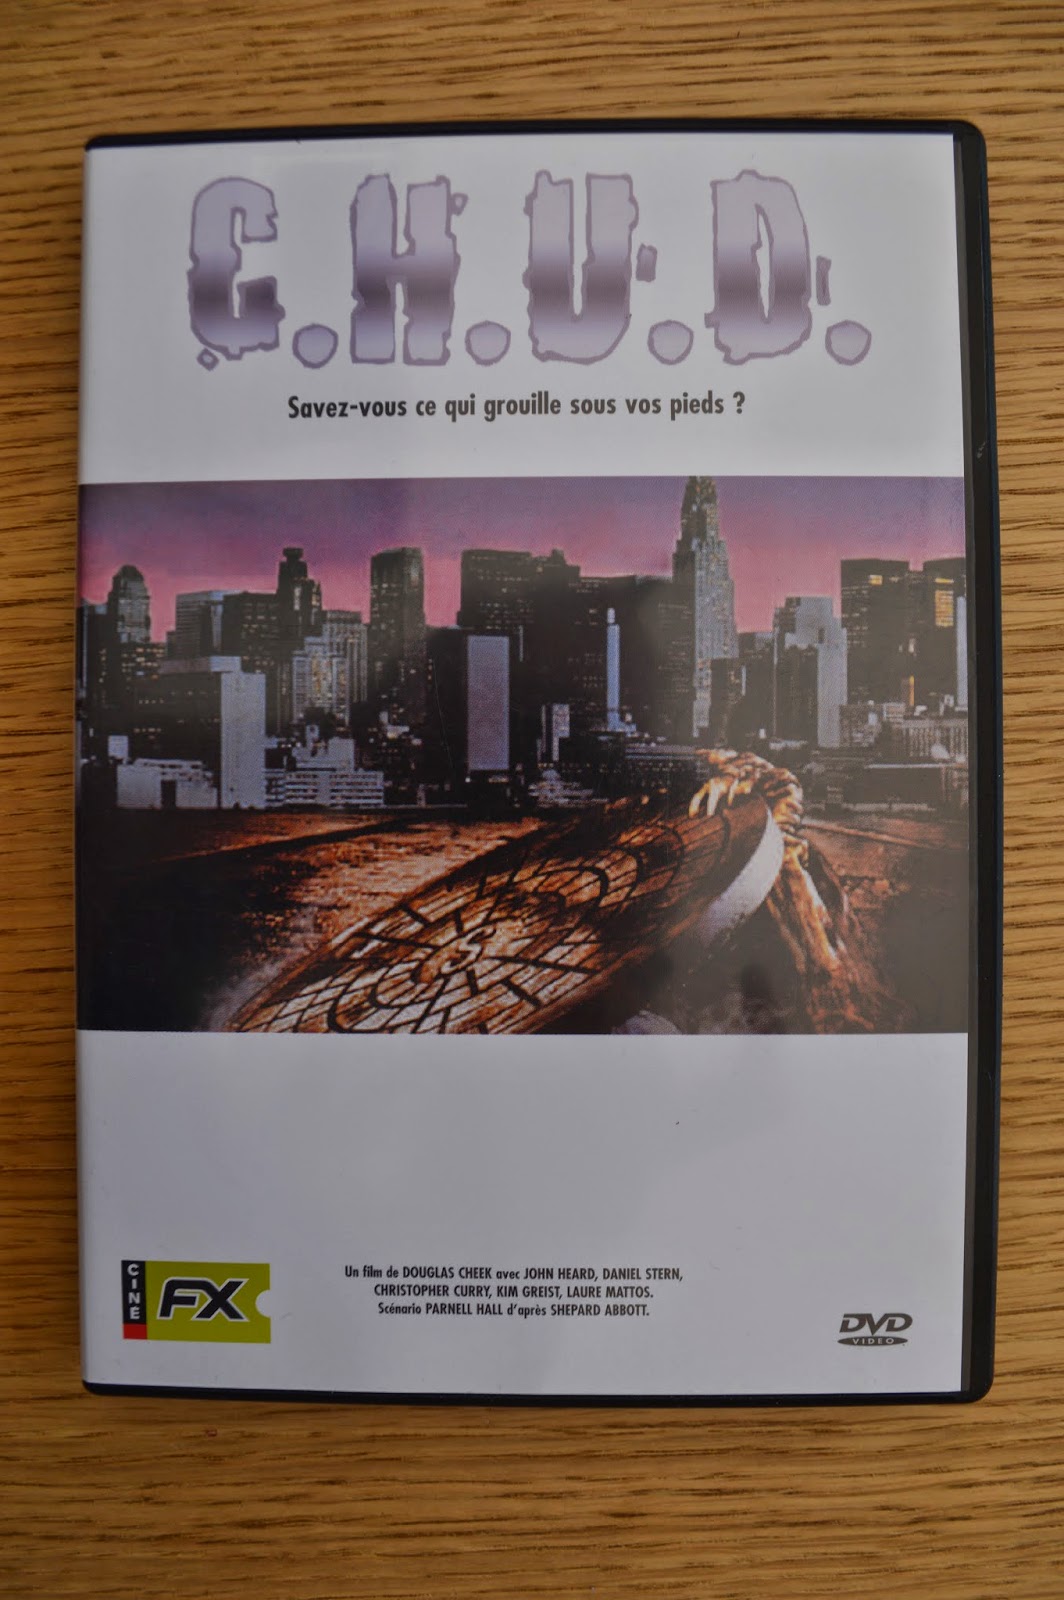 C.H.U.D.
Savez-vous ce qui grouille sous vos pieds ?
S
CINÉ
FX
Un film de DOUGLAS CHEEK avec JOHN HEARD, DANIEL STERN,
CHRISTOPHER CURRY, KIM GREIST, LAURE MATTOS.
Scénario PARNELL HALL d'après SHEPARD ABBOTT.
DVD
VIDEO